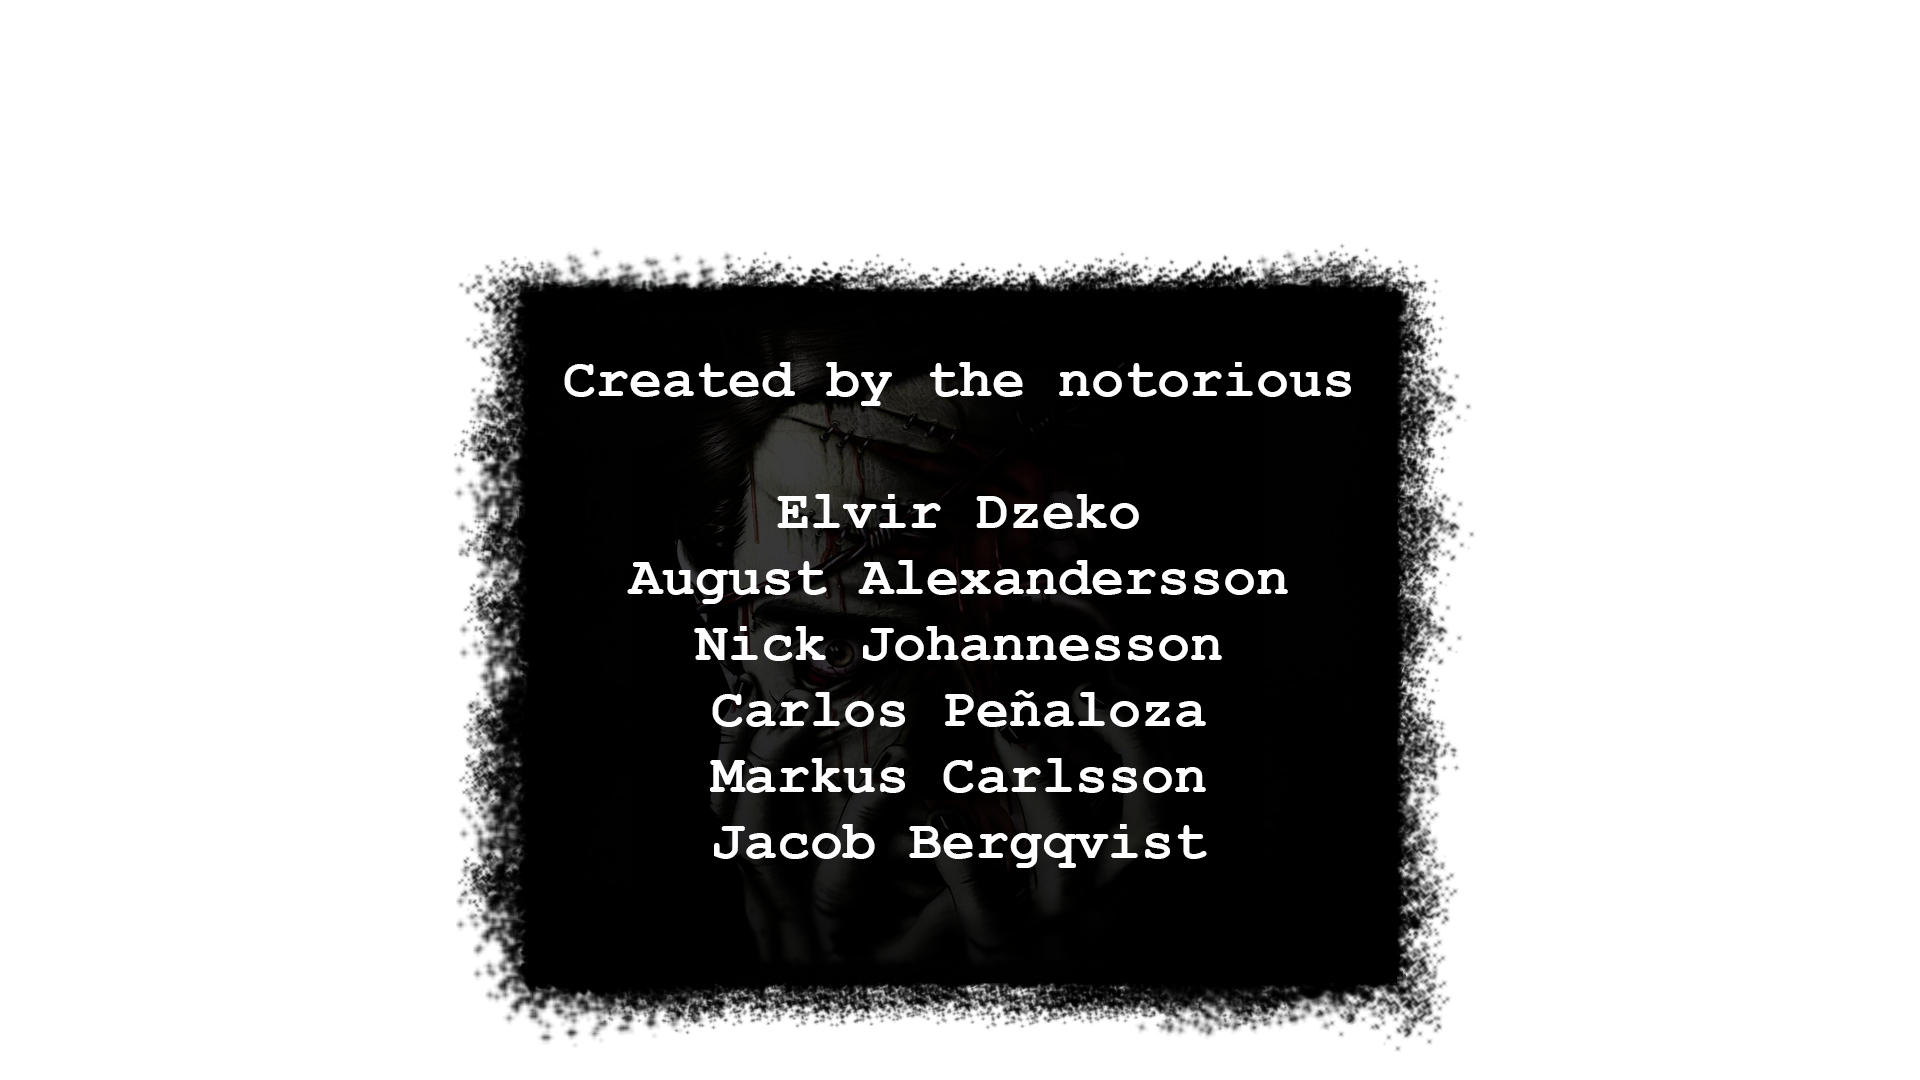 Created by the notorious
Elvir Dzeko
August Alexandersson
Nick Johannesson
Carlos Peñaloza
Markus Carlsson
Jacob Bergqvist